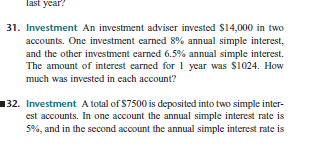 last year?
31. Investment An investment adviser invested $14,000 in two
accounts. One investment earned 8% annual simple interest,
and the other investment earned 6.5% annual simple interest.
The amount of interest earned for 1 year was $1024. How
much was invested in each account?
32. Investment A total of $7500 is deposited into two simple inter-
est accounts. In one account the annual simple interest rate is
5%, and in the second account the annual simple interest rate is